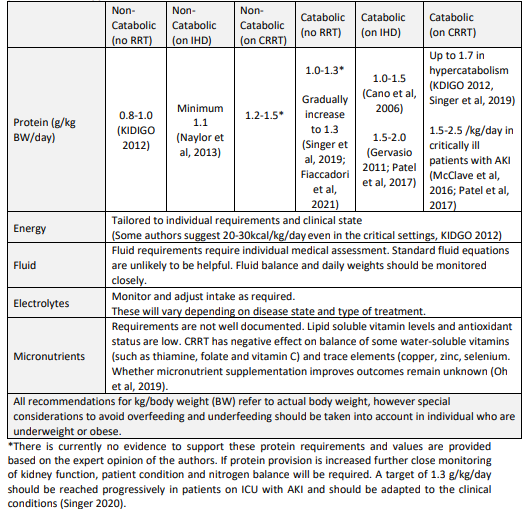 Non-
Catabolic
(no RRT)
Non-
Catabolic
(on IHD)
Non-
Catabolic
(on CRRT)
Catabolic
(no RRT)
Catabolic
(on IHD)
Catabolic
(on CRRT)
Protein (g/kg
BW/day)
0.8-1.0
(KIDIGO
2012)
Minimum
1.1
(Naylor et
al, 2013)
1.2-1.5*
1.0-1.3*
Gradually
increase
to 1.3
(Singer et
al, 2019;
Fiaccadori
et al,
2021)
1.0-1.5
(Cano et al,
2006)
1.5-2.0
(Gervasio
2011; Patel
et al, 2017)
Up to 1.7 in
hypercatabolism
(KDIGO 2012,
Singer et al, 2019)
1.5-2.5 /kg/day in
critically ill
patients with AKI
(McClave et al,
2016; Patel et al,
2017)
Energy
Tailored to individual requirements and clinical state
(Some authors suggest 20-30kcal/kg/day even in the critical settings, KIDGO 2012)
Fluid
Fluid requirements require individual medical assessment. Standard fluid equations
are unlikely to be helpful. Fluid balance and daily weights should be monitored
closely.
Electrolytes
Monitor and adjust intake as required.
These will vary depending on disease state and type of treatment.
Micronutrients
Requirements are not well documented. Lipid soluble vitamin levels and antioxidant
status are low. CRRT has negative effect on balance of some water-soluble vitamins
(such as thiamine, folate and vitamin C) and trace elements (copper, zinc, selenium.
Whether micronutrient supplementation improves outcomes remain unknown (Oh
et al, 2019).
All recommendations for kg/body weight (BW) refer to actual body weight, however special
considerations to avoid overfeeding and underfeeding should be taken into account in individual who are
underweight or obese.
*There is currently no evidence to support these protein requirements and values are provided
based on the expert opinion of the authors. If protein provision is increased further close monitoring
of kidney function, patient condition and nitrogen balance will be required. A target of 1.3 g/kg/day
should be reached progressively in patients on ICU with AKI and should be adapted to the clinical
conditions (Singer 2020).